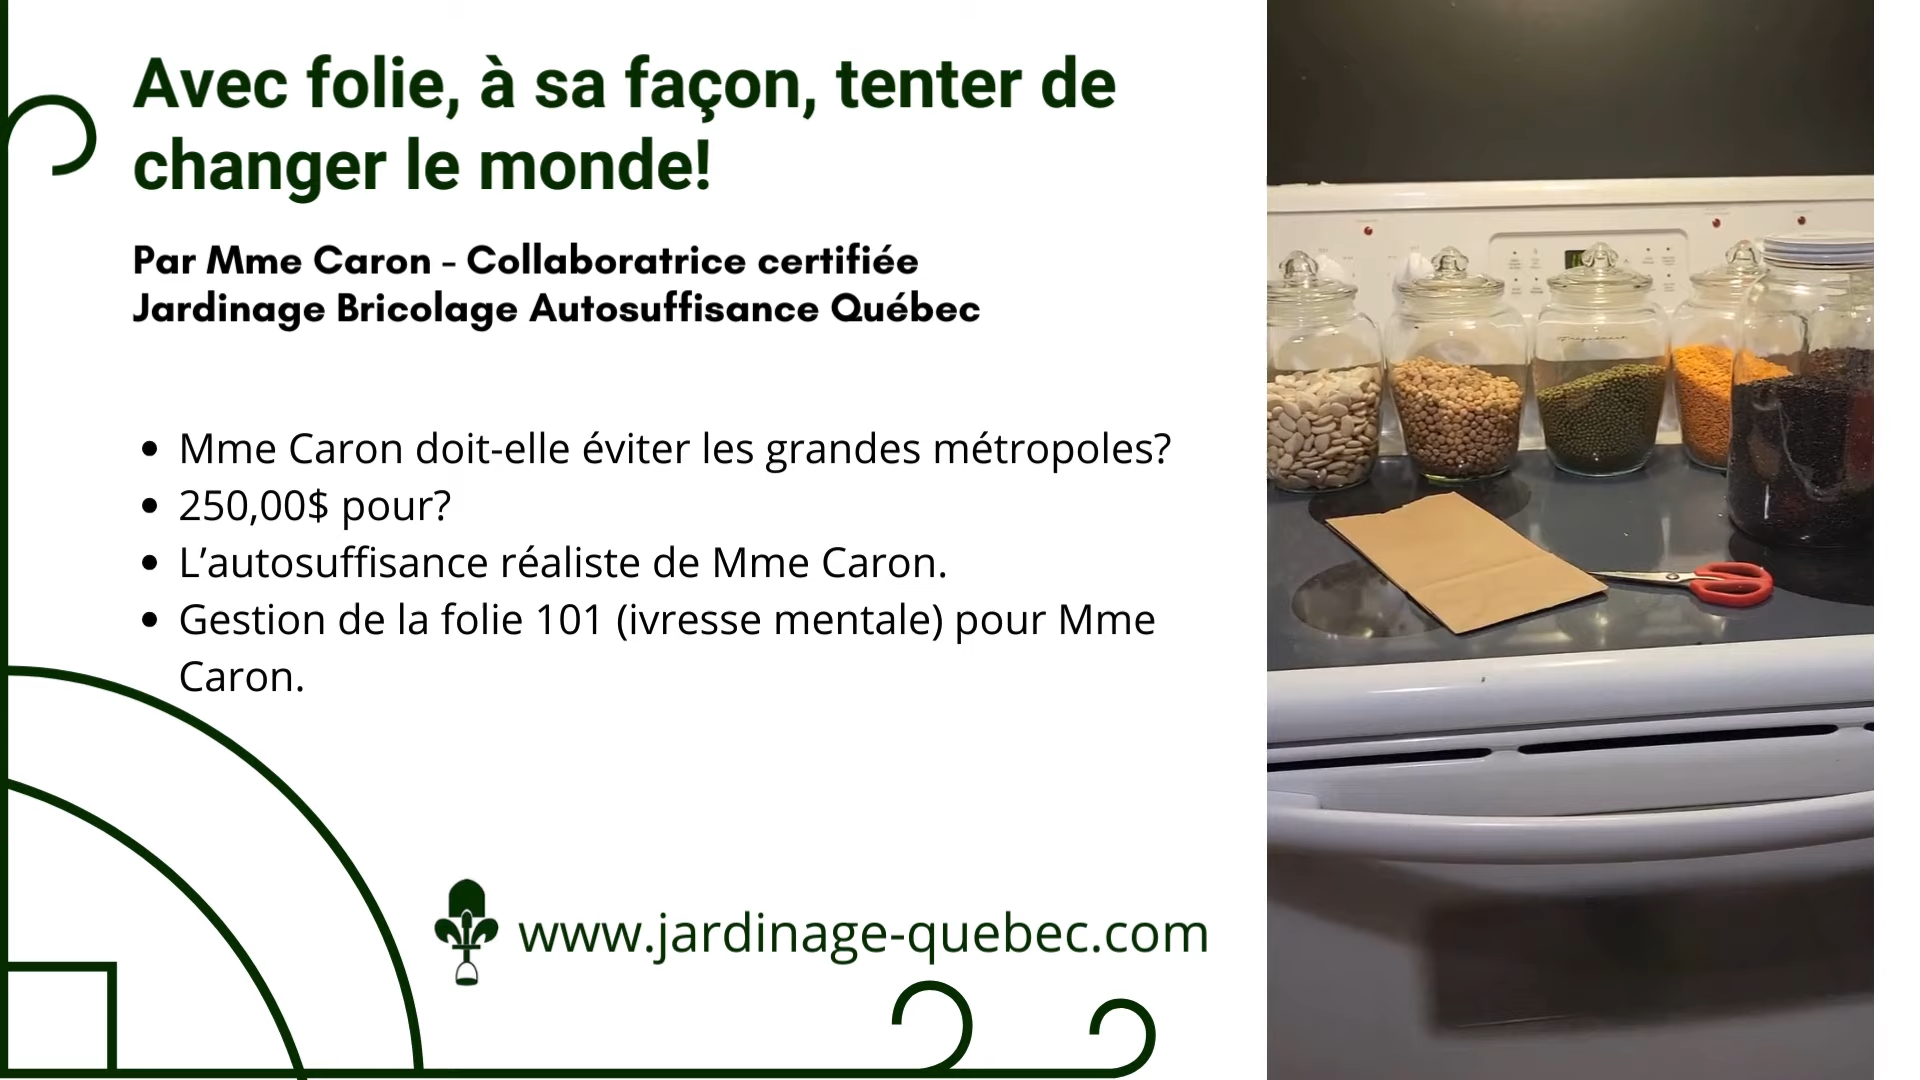 Avec folie, à sa façon, tenter de
changer le monde!
Par Mme Caron - Collaboratrice certifiée
Jardinage Bricolage Autosuffisance Québec
• Mme Caron doit-elle éviter les grandes métropoles?
• 250,00$ pour?
• L’autosuffisance réaliste de Mme Caron.
• Gestion de la folie 101 (ivresse mentale) pour Mme
Caron.
www.jardinage-quebec.com